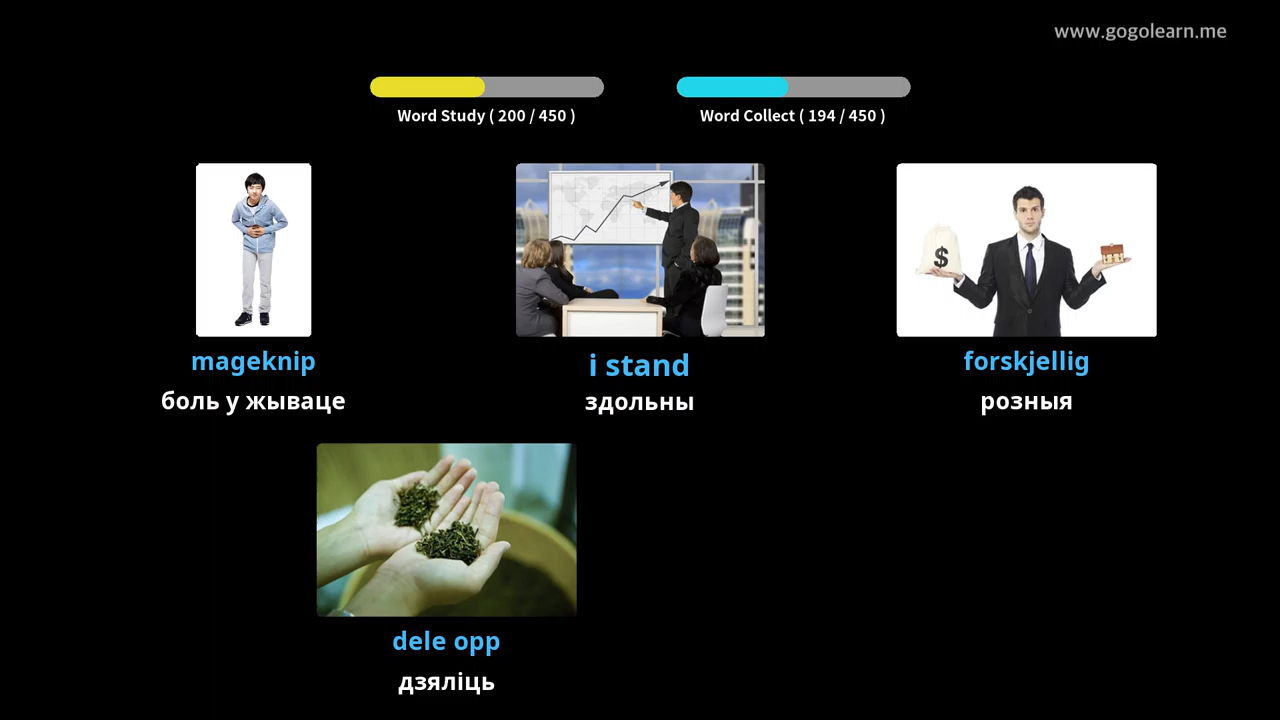 www.gogolearn.me
Word Study ( 200 / 450 )
Word Collect ( 194 / 450 )
mageknip
боль у жываце
i stand
здольны
forskjellig
розныя
$
dele opp
дзяліць